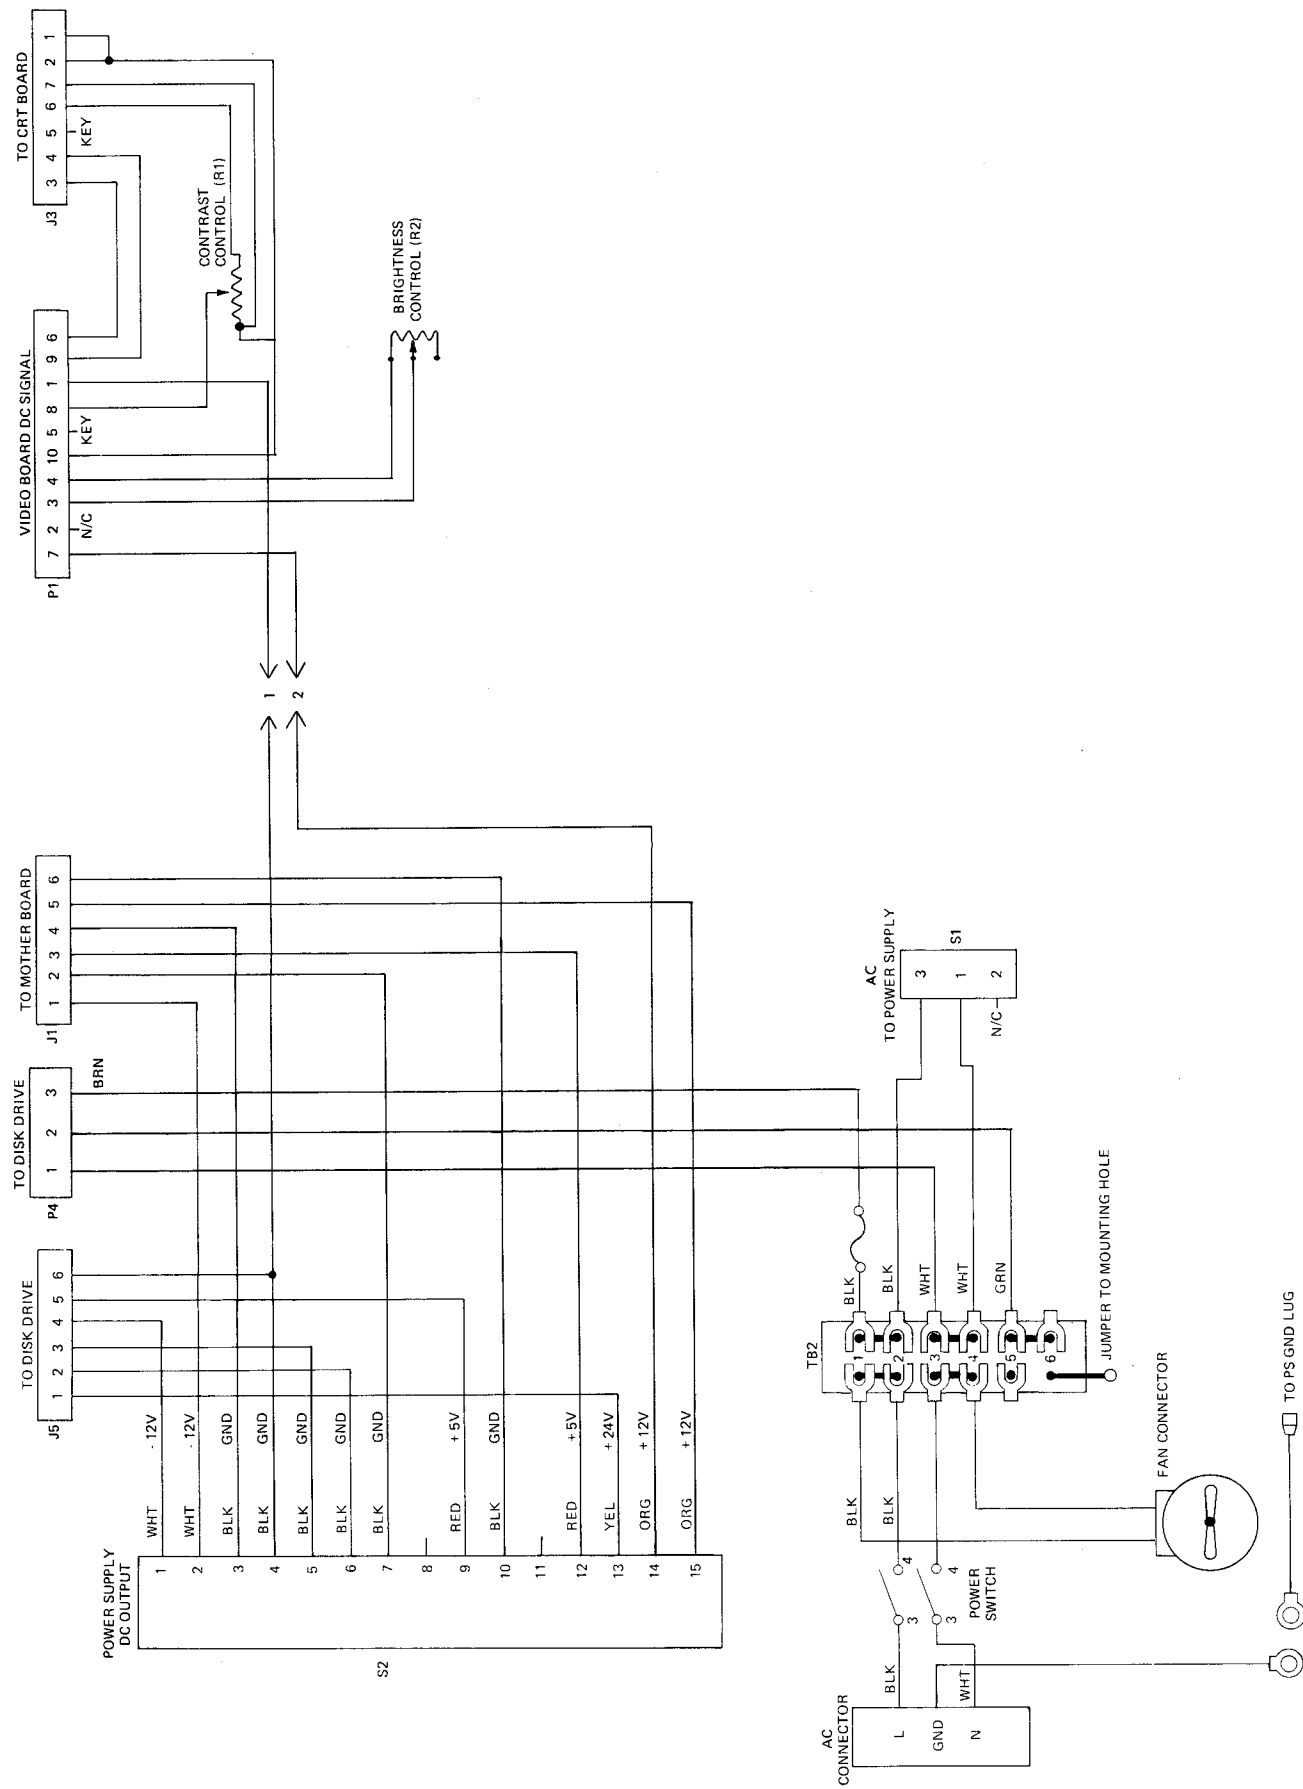 TO CRT BOARD
J3
1
2
7
6
5
4
3
KEY
VIDEO BOARD DC SIGNAL
P1
6
9
1
8
5
10
4
3
2
7
KEY
N/C
CONTRAST
CONTROL (R1)
BRIGHTNESS
CONTROL (R2)
1
2
TO MOTHER BOARD
J1
6
5
4
3
2
1
TO DISK DRIVE
P4
3
2
1
BRN
TO DISK DRIVE
J5
6
5
4
3
2
1
POWER SUPPLY
DC OUTPUT
S2
1 WHT - 12V
2 WHT - 12V
3 BLK GND
4 BLK GND
5 BLK GND
6 BLK GND
7 BLK GND
8
9 RED + 5V
10 BLK GND
11
12 RED + 5V
13 YEL + 24V
14 ORG + 12V
15 ORG + 12V
AC
TO POWER SUPPLY
S1
3
1
2
N/C
TB2
1
2
3
4
5
6
BLK
BLK
WHT
WHT
GRN
JUMPER TO MOUNTING HOLE
BLK
BLK
FAN CONNECTOR
TO PS GND LUG
4
4
3
3
POWER
SWITCH
AC
CONNECTOR
L
GND
N
BLK
WHT